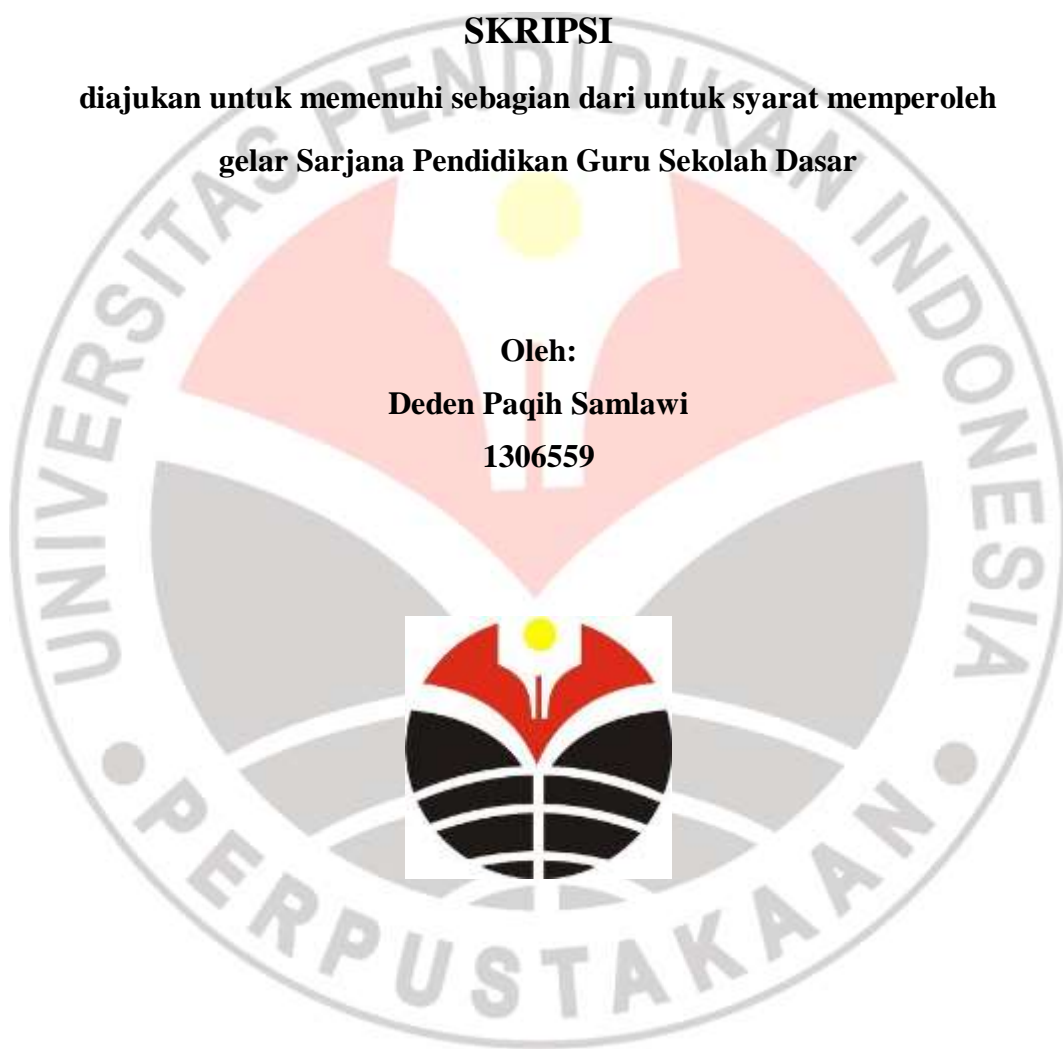 SKRIPSI
diajukan untuk memenuhi sebagian dari untuk syarat memperoleh
gelar Sarjana Pendidikan Guru Sekolah Dasar
Oleh:
Deden Paqih Samlawi
1306559
UNIVERSITAS PENDIDIKAN INDONESIA
PERPUSTAKAAN